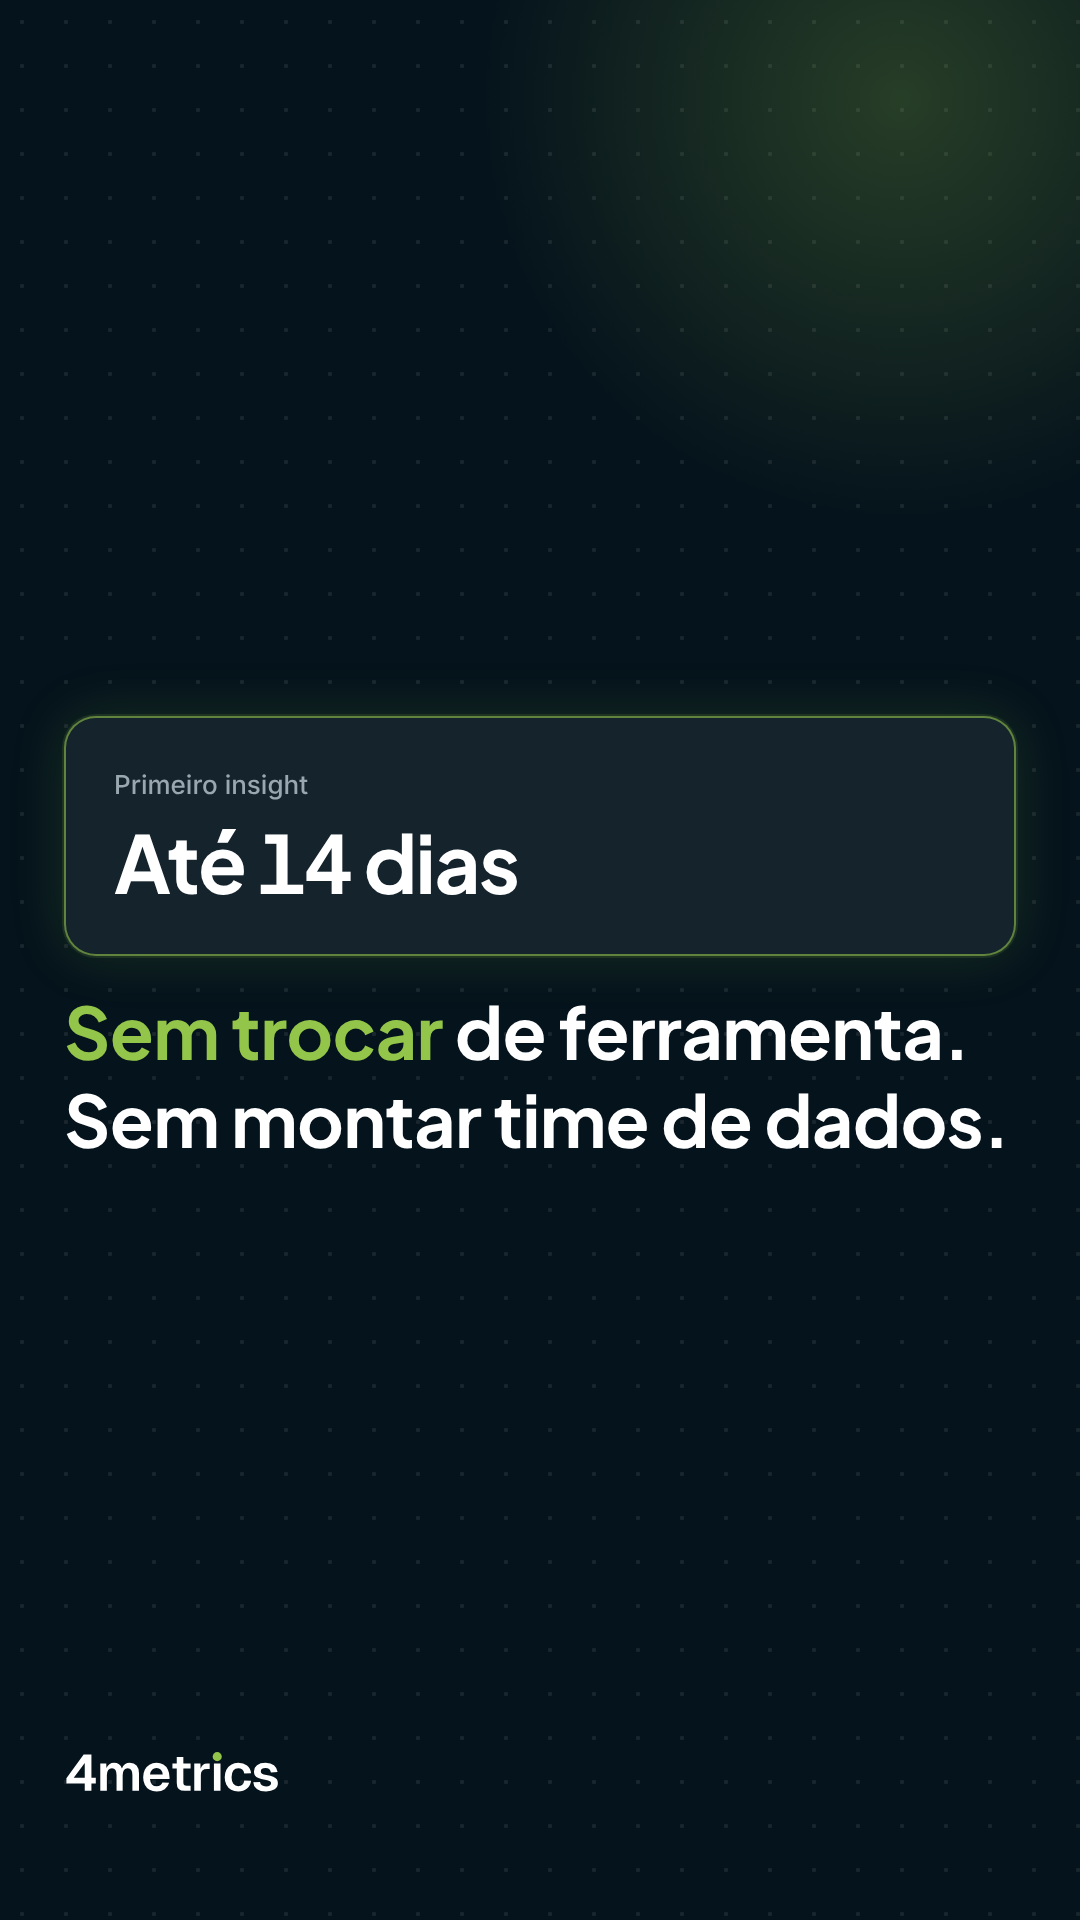 Primeiro insight
Até 14 dias
Sem trocar de ferramenta.
Sem montar time de dados.
4metrics